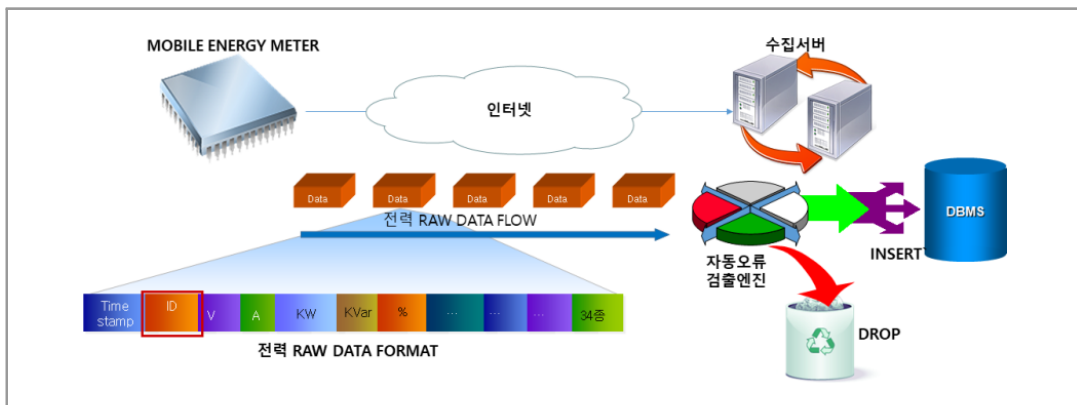 MOBILE ENERGY METER
인터넷
수집서버
Data
Data
Data
Data
Data
전력 RAW DATA FLOW
자동오류
검출엔진
INSERT
DBMS
DROP
Time
stamp
ID
V
A
KW
KVar
%
...
...
...
34종
전력 RAW DATA FORMAT